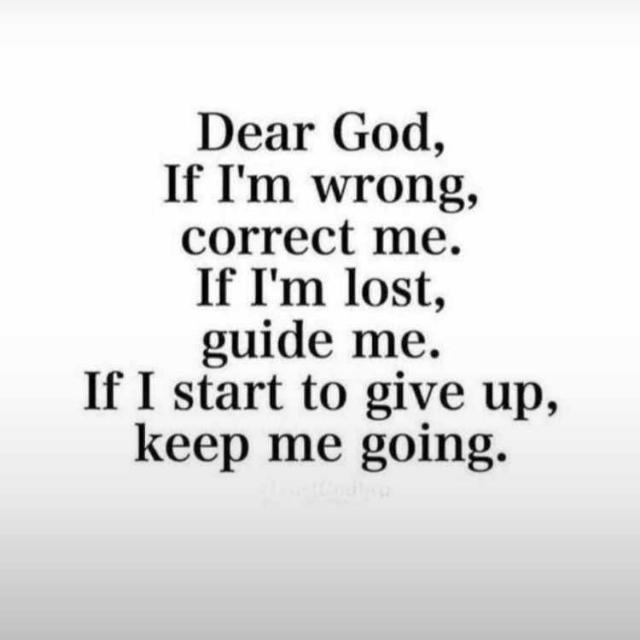 Dear God,
If I'm wrong,
correct me.
If I'm lost,
guide me.
If I start to give up,
keep me going.